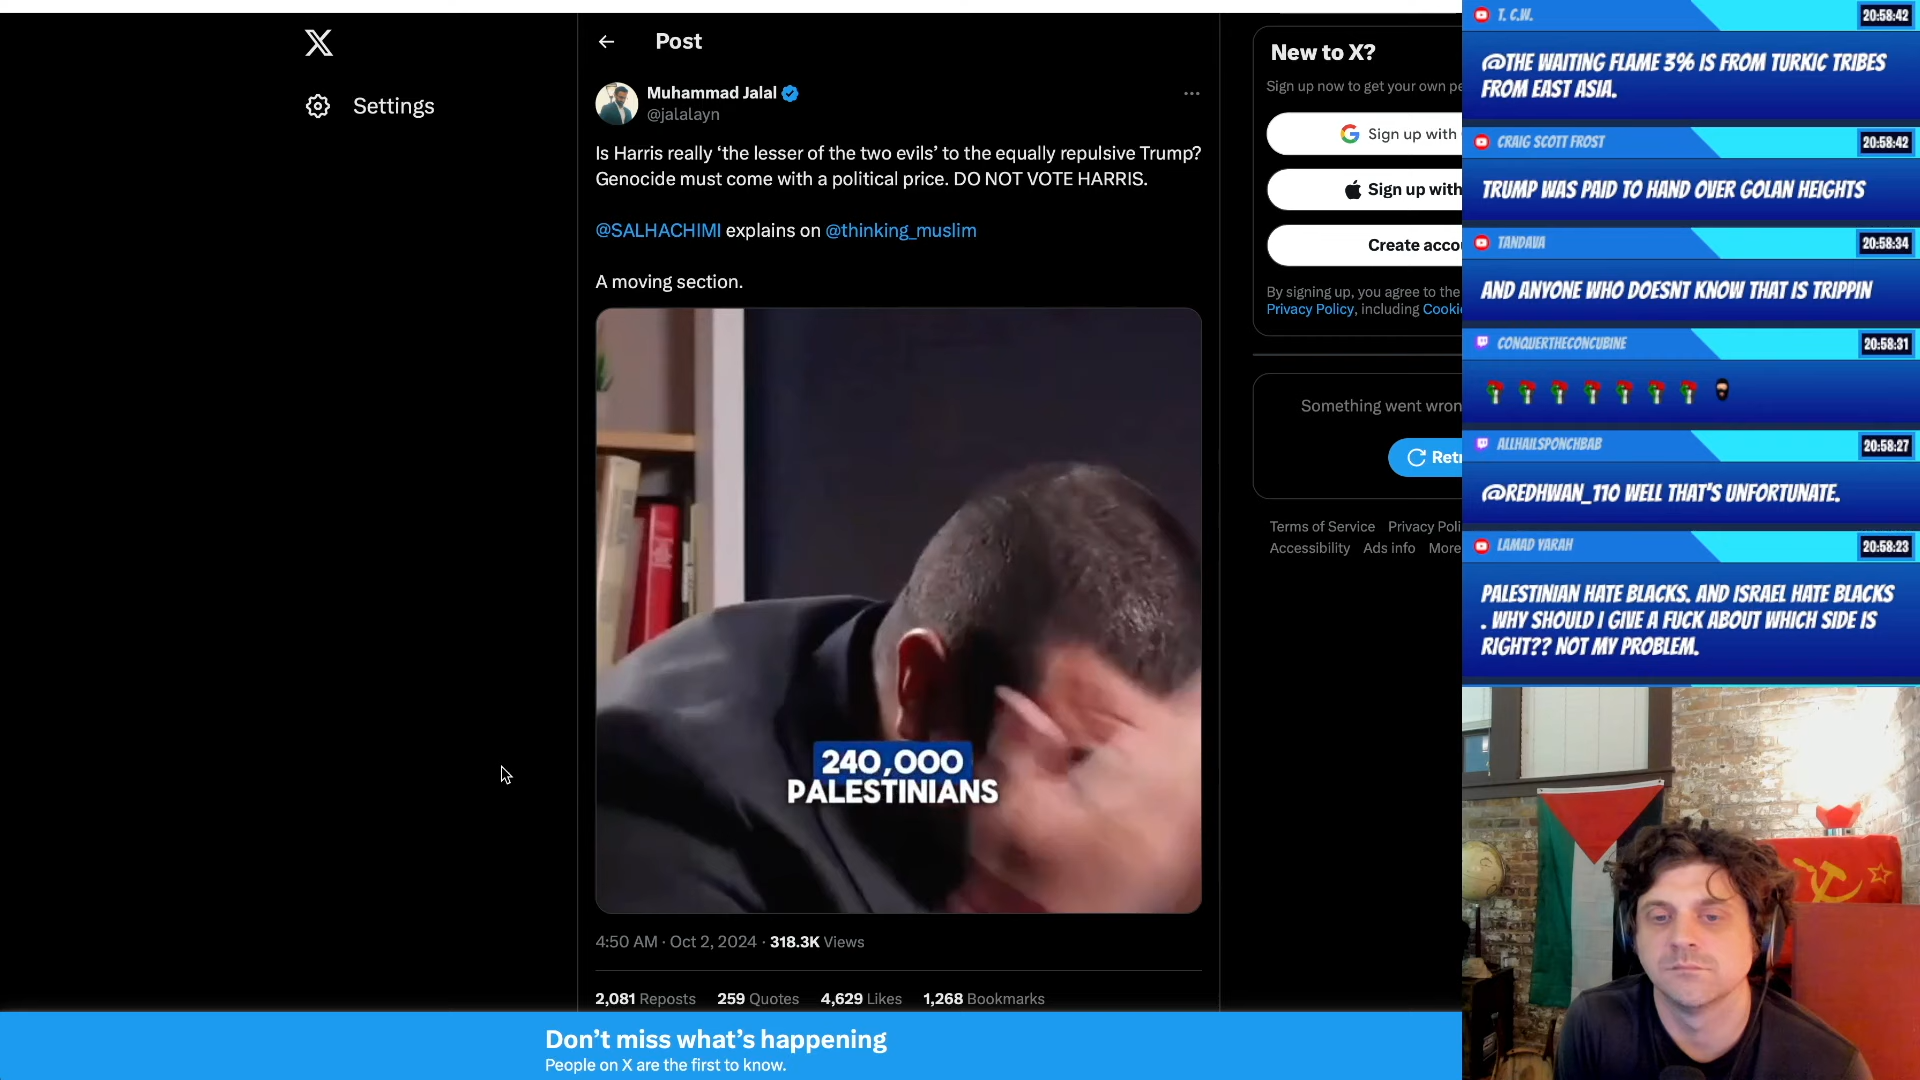 Settings
Post
Muhammad Jalal
@jalalayn
Is Harris really ‘the lesser of the two evils’ to the equally repulsive Trump?
Genocide must come with a political price. DO NOT VOTE HARRIS.
@SALHACHIMI explains on @thinking_muslim
A moving section.
240,000
PALESTINIANS
4:50 AM · Oct 2, 2024 · 318.3K Views
2,081 Reposts 259 Quotes 4,629 Likes 1,268 Bookmarks
Don’t miss what’s happening
People on X are the first to know.
New to X?
Sign up now to get your own pe
Sign up with
Sign up with
Create acco
By signing up, you agree to the
Privacy Policy, including Cooki
Something went wron
Retr
Terms of Service Privacy Poli
Accessibility Ads info More
T. C.W. 20:58:42
@THE WAITING FLAME 3% IS FROM TURKIC TRIBES
FROM EAST ASIA.
CRAIG SCOTT FROST 20:58:42
TRUMP WAS PAID TO HAND OVER GOLAN HEIGHTS
TANDAVA 20:58:34
AND ANYONE WHO DOESNT KNOW THAT IS TRIPPIN
CONQUERTHECONCUBINE 20:58:31
ALLHAILSPONCHBAB 20:58:27
@REDHWAN_110 WELL THAT'S UNFORTUNATE.
LAMAD YARAH 20:58:23
PALESTINIAN HATE BLACKS. AND ISRAEL HATE BLACKS
. WHY SHOULD I GIVE A FUCK ABOUT WHICH SIDE IS
RIGHT?? NOT MY PROBLEM.